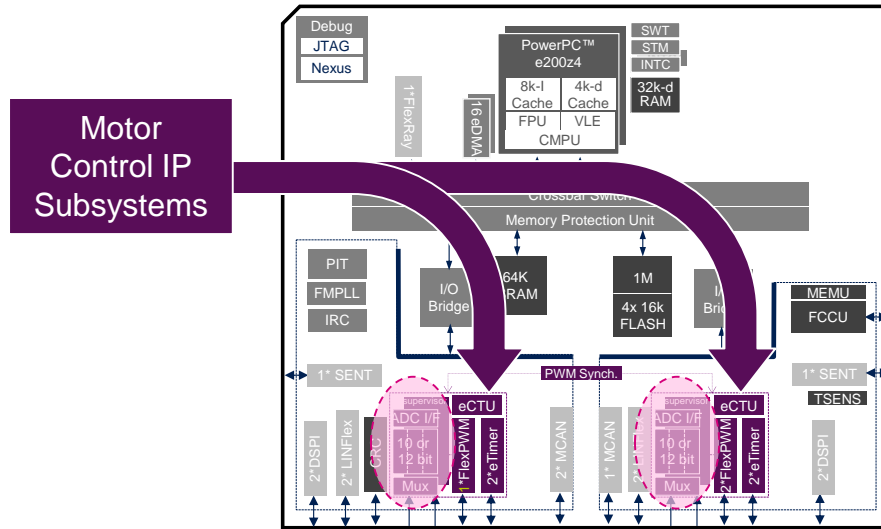 Debug
JTAG
Nexus
1*FlexRay
16 eDMA
PowerPC™
e200z4
8k-I
Cache
4k-d
Cache
FPU
VLE
CMPU
SWT
STM
INTC
32k-d
RAM
Motor
Control IP
Subsystems
Crossbar Switch
Memory Protection Unit
PIT
FMPLL
IRC
I/O
Bridge
64K
1M
4x 16k
FLASH
MEMU
FCCU
1* SENT
PWM Synch.
1* SENT
TSENS
2*DSPI
2* LINFlex
CRC
supervisor
ADC I/F
10 or
12 bit
Mux
eCTU
1*FlexPWM
2*eTimer
2* MCAN
1* MCAN
supervisor
ADC I/F
10 or
12 bit
Mux
eCTU
2*FlexPWM
2*eTimer
2*DSPI